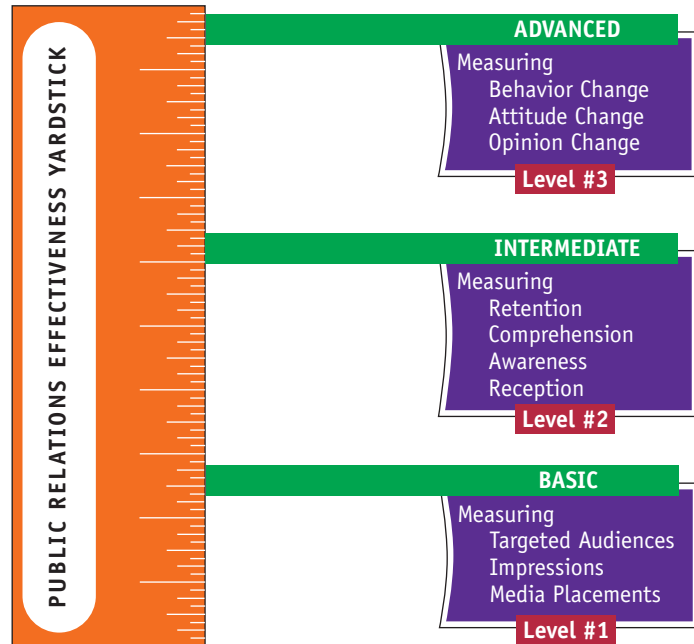 PUBLIC RELATIONS EFFECTIVENESS YARDSTICK
ADVANCED
Measuring
Behavior Change
Attitude Change
Opinion Change
Level #3
INTERMEDIATE
Measuring
Retention
Comprehension
Awareness
Reception
Level #2
BASIC
Measuring
Targeted Audiences
Impressions
Media Placements
Level #1